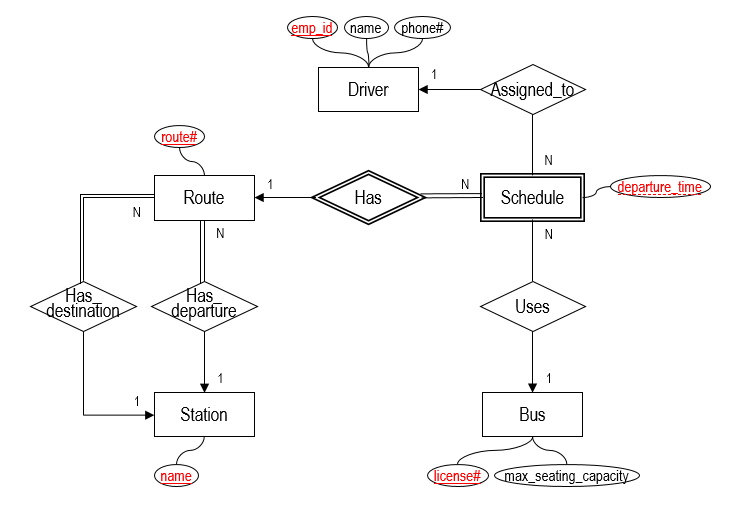 emp_id
name
phone#
Driver
1
Assigned_to
N
route#
Route
1
Has
N
Schedule
departure_time
N
N
N
Has_
destination
Has_
departure
Uses
1
1
1
Station
Bus
name
license#
max_seating_capacity